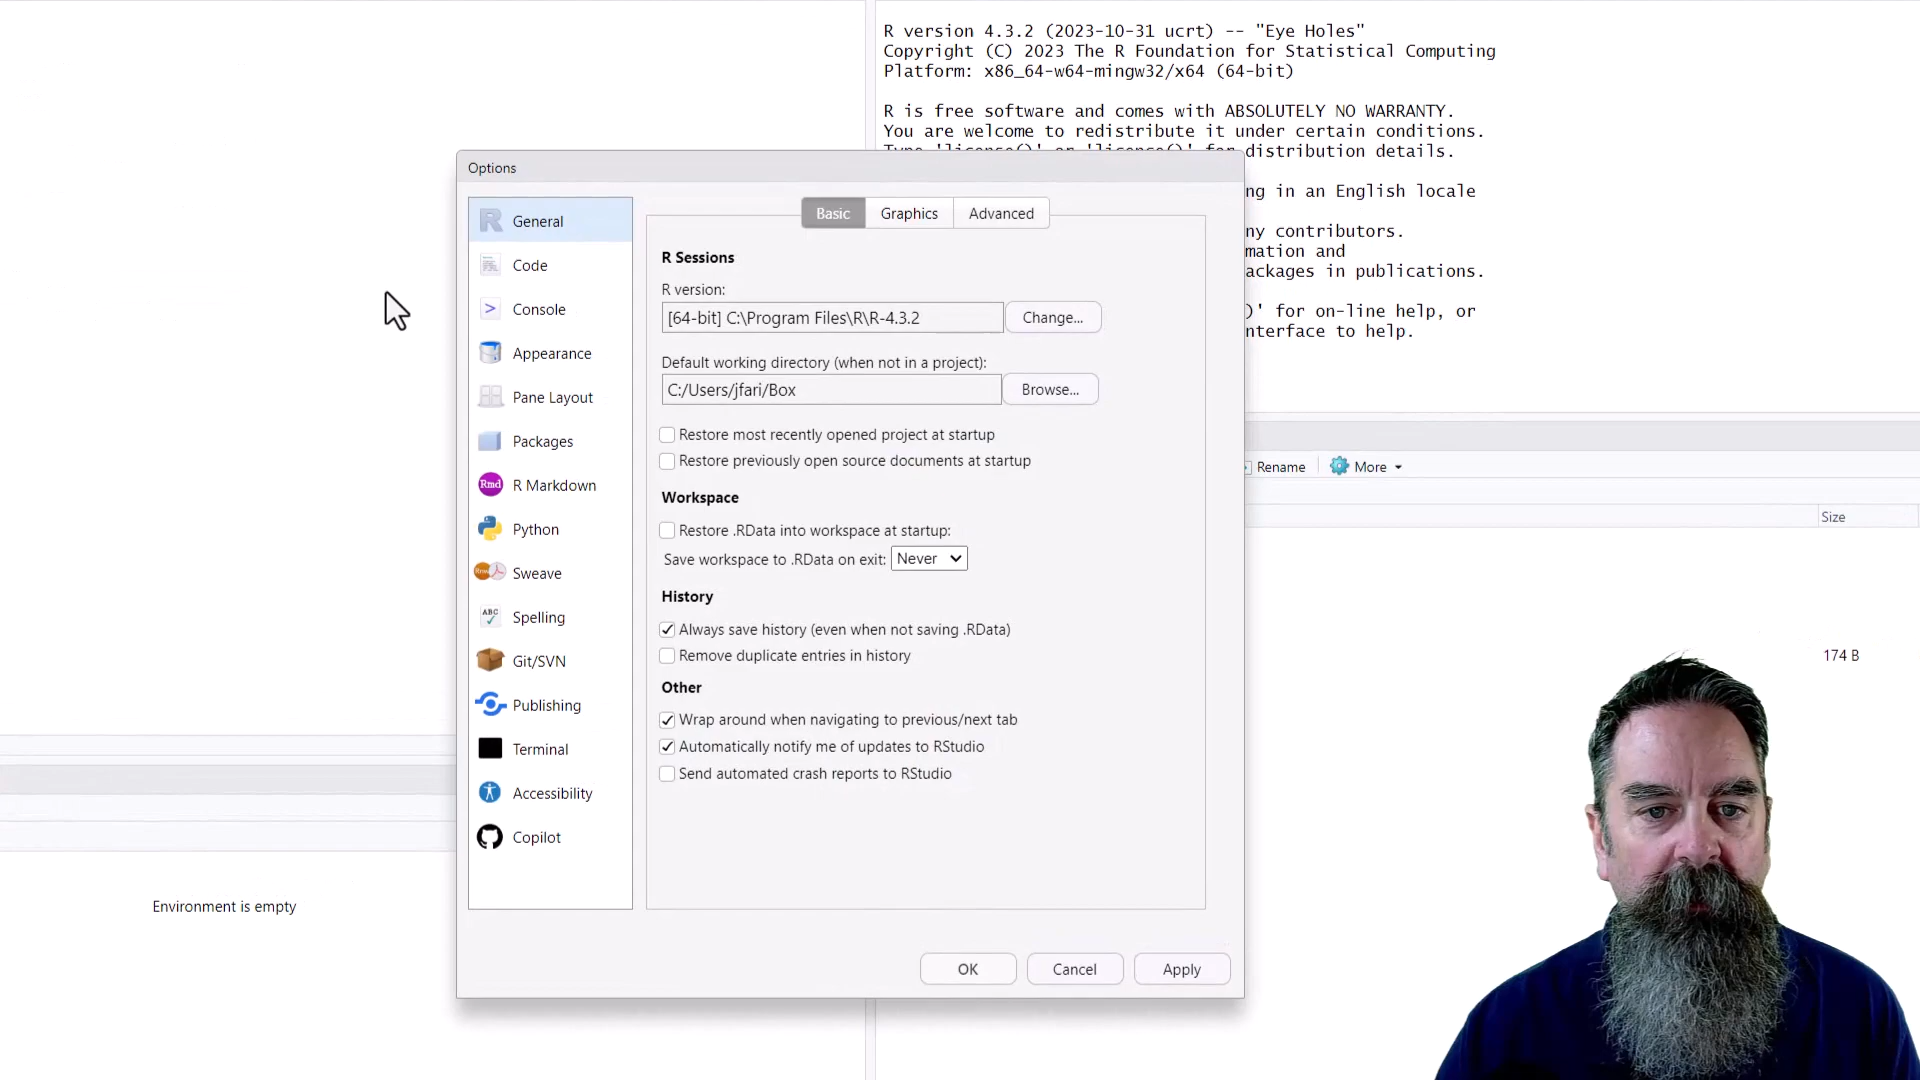 R version 4.3.2 (2023-10-31 ucrt) -- "Eye Holes"
Copyright (C) 2023 The R Foundation for Statistical Computing
Platform: x86_64-w64-mingw32/x64 (64-bit)
R is free software and comes with ABSOLUTELY NO WARRANTY.
You are welcome to redistribute it under certain conditions.
Type 'license()' or 'licence()' for distribution details.
ng in an English locale
ny contributors.
mation and
ackages in publications.
)' for on-line help, or
nterface to help.
Rename
More
Size
174 B
Environment is empty
Options
General
Code
Console
Appearance
Pane Layout
Packages
Rmd R Markdown
Python
Sweave
ABC Spelling
Git/SVN
Publishing
Terminal
Accessibility
Copilot
Basic Graphics Advanced
R Sessions
R version:
[64-bit] C:\Program Files\R\R-4.3.2 Change...
Default working directory (when not in a project):
C:/Users/jfari/Box Browse...
Restore most recently opened project at startup
Restore previously open source documents at startup
Workspace
Restore .RData into workspace at startup:
Save workspace to .RData on exit: Never
History
Always save history (even when not saving .RData)
Remove duplicate entries in history
Other
Wrap around when navigating to previous/next tab
Automatically notify me of updates to RStudio
Send automated crash reports to RStudio
OK Cancel Apply